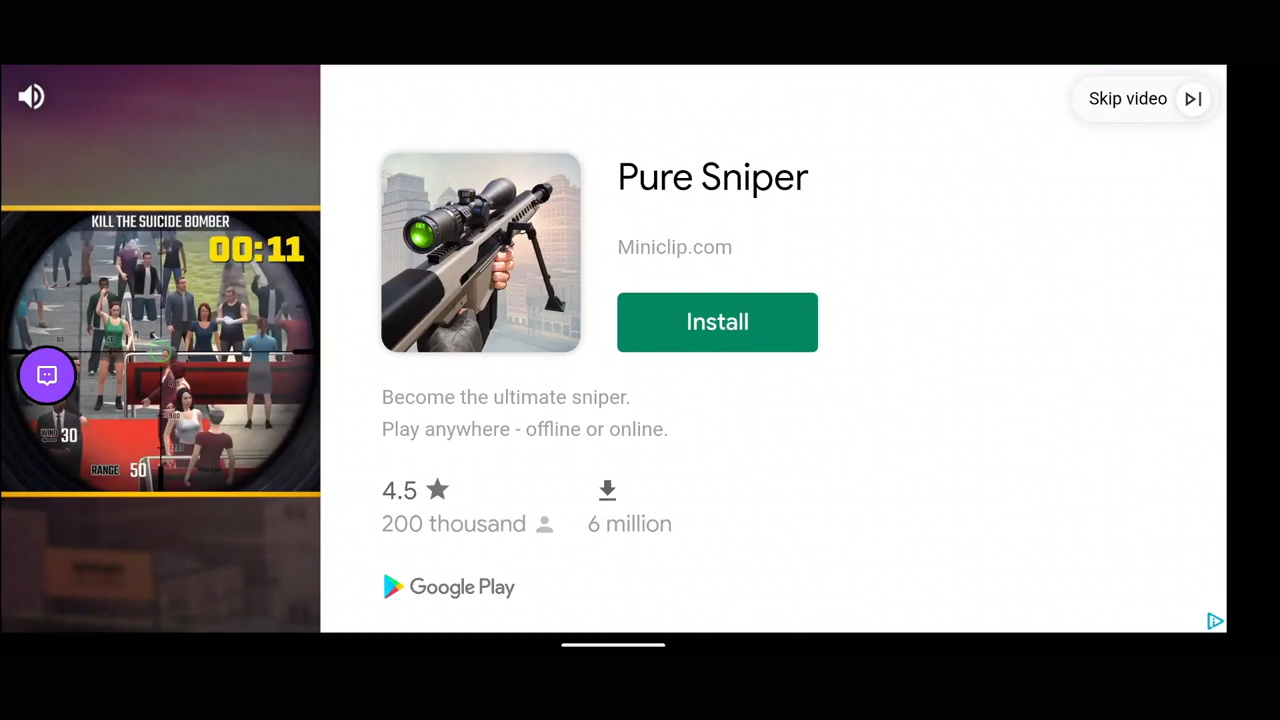 KILL THE SUICIDE BOMBER
00:11
WIND 30
RANGE 50
Skip video
Pure Sniper
Miniclip.com
Install
Become the ultimate sniper.
Play anywhere - offline or online.
4.5
200 thousand
6 million
Google Play